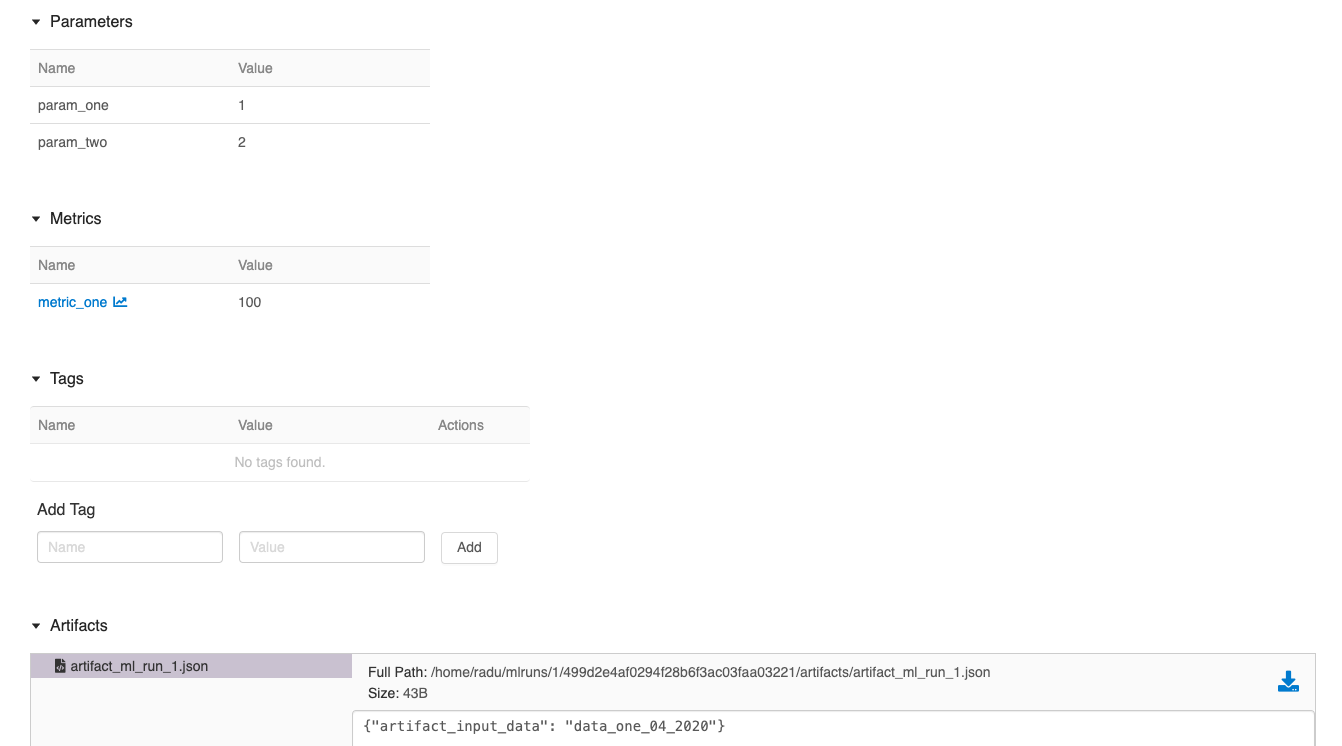 Parameters
Name Value
param_one 1
param_two 2
Metrics
Name Value
metric_one 100
Tags
Name Value Actions
No tags found.
Add Tag
Name Value Add
Artifacts
artifact_ml_run_1.json
Full Path: /home/radu/mlruns/1/499d2e4af0294f28b6f3ac03faa03221/artifacts/artifact_ml_run_1.json
Size: 43B
{"artifact_input_data": "data_one_04_2020"}